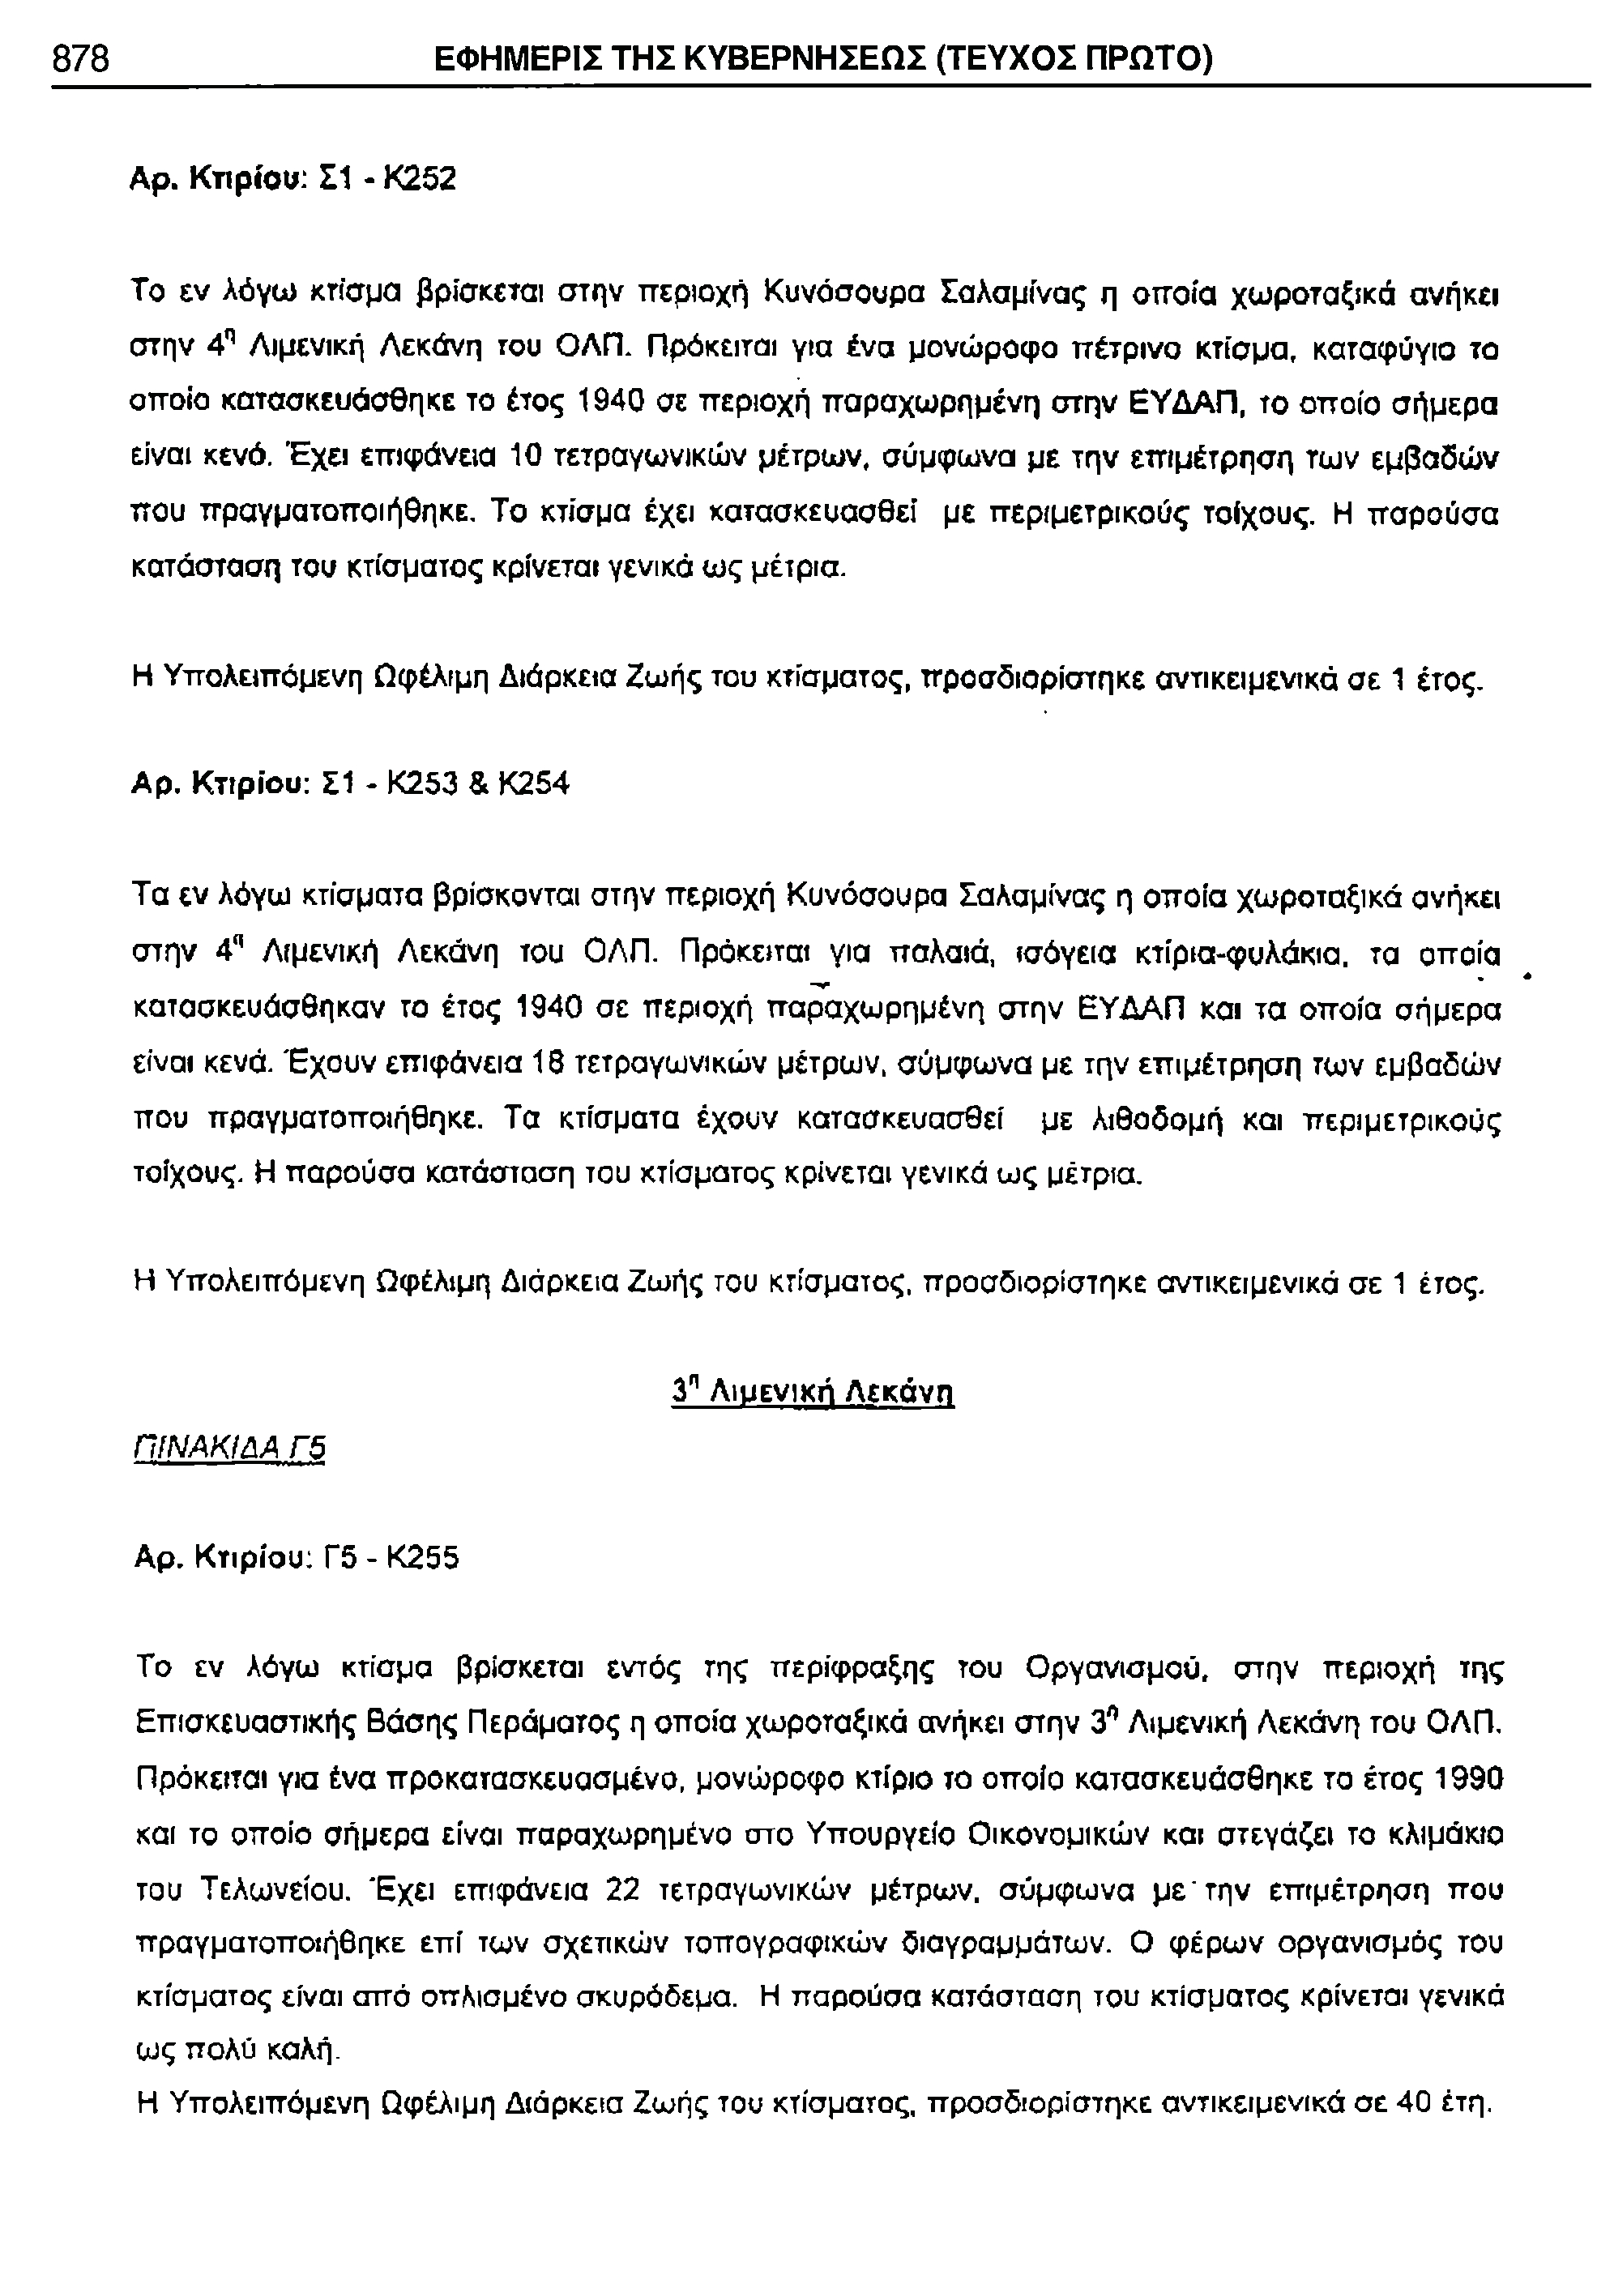 878
ΕΦΗΜΕΡΙΣ ΤΗΣ ΚΥΒΕΡΝΗΣΕΩΣ (ΤΕΥΧΟΣ ΠΡΩΤΟ)
Αρ. Κτιρίου: Σ1 - Κ252
Το εν λόγω κτίσμα βρίσκεται στην περιοχή Κυνόσουρα Σαλαμίνας η οποία χωροταξικά ανήκει
στην 4η Λιμενική Λεκάνη του ΟΛΠ. Πρόκειται για ένα μονώροφο πέτρινο κτίσμα, καταφύγιο το
οποίο κατασκευάσθηκε το έτος 1940 σε περιοχή παραχωρημένη στην ΕΥΔΑΠ, το οποίο σήμερα
είναι κενό. Έχει επιφάνεια 10 τετραγωνικών μέτρων, σύμφωνα με την επιμέτρηση των εμβαδών
που πραγματοποιήθηκε. Το κτίσμα έχει κατασκευασθεί με περιμετρικούς τοίχους. Η παρούσα
κατάσταση του κτίσματος κρίνεται γενικά ως μέτρια.
Η Υπολειπόμενη Ωφέλιμη Διάρκεια Ζωής του κτίσματος, προσδιορίστηκε αντικειμενικά σε 1 έτος.
Αρ. Κτιρίου: Σ1 - Κ253 & Κ254
Τα εν λόγω κτίσματα βρίσκονται στην περιοχή Κυνόσουρα Σαλαμίνας η οποία χωροταξικά ανήκει
στην 4η Λιμενική Λεκάνη του ΟΛΠ. Πρόκειται για παλαιά, ισόγεια κτίρια-φυλάκια, τα οποία
κατασκευάσθηκαν το έτος 1940 σε περιοχή παραχωρημένη στην ΕΥΔΑΠ και τα οποία σήμερα
είναι κενά. Έχουν επιφάνεια 18 τετραγωνικών μέτρων, σύμφωνα με την επιμέτρηση των εμβαδών
που πραγματοποιήθηκε. Τα κτίσματα έχουν κατασκευασθεί με λιθοδομή και περιμετρικούς
τοίχους. Η παρούσα κατάσταση του κτίσματος κρίνεται γενικά ως μέτρια.
Η Υπολειπόμενη Ωφέλιμη Διάρκεια Ζωής του κτίσματος, προσδιορίστηκε αντικειμενικά σε 1 έτος.
3η Λιμενική Λεκάνη
ΠΙΝΑΚΙΔΑ Γ5
Αρ. Κτιρίου: Γ5 - Κ255
Το εν λόγω κτίσμα βρίσκεται εντός της περίφραξης του Οργανισμού, στην περιοχή της
Επισκευαστικής Βάσης Περάματος η οποία χωροταξικά ανήκει στην 3η Λιμενική Λεκάνη του ΟΛΠ.
Πρόκειται για ένα προκατασκευασμένο, μονώροφο κτίριο το οποίο κατασκευάσθηκε το έτος 1990
και το οποίο σήμερα είναι παραχωρημένο στο Υπουργείο Οικονομικών και στεγάζει το κλιμάκιο
του Τελωνείου. Έχει επιφάνεια 22 τετραγωνικών μέτρων, σύμφωνα με την επιμέτρηση που
πραγματοποιήθηκε επί των σχετικών τοπογραφικών διαγραμμάτων. Ο φέρων οργανισμός του
κτίσματος είναι από οπλισμένο σκυρόδεμα. Η παρούσα κατάσταση του κτίσματος κρίνεται γενικά
ως πολύ καλή.
Η Υπολειπόμενη Ωφέλιμη Διάρκεια Ζωής του κτίσματος, προσδιορίστηκε αντικειμενικά σε 40 έτη.